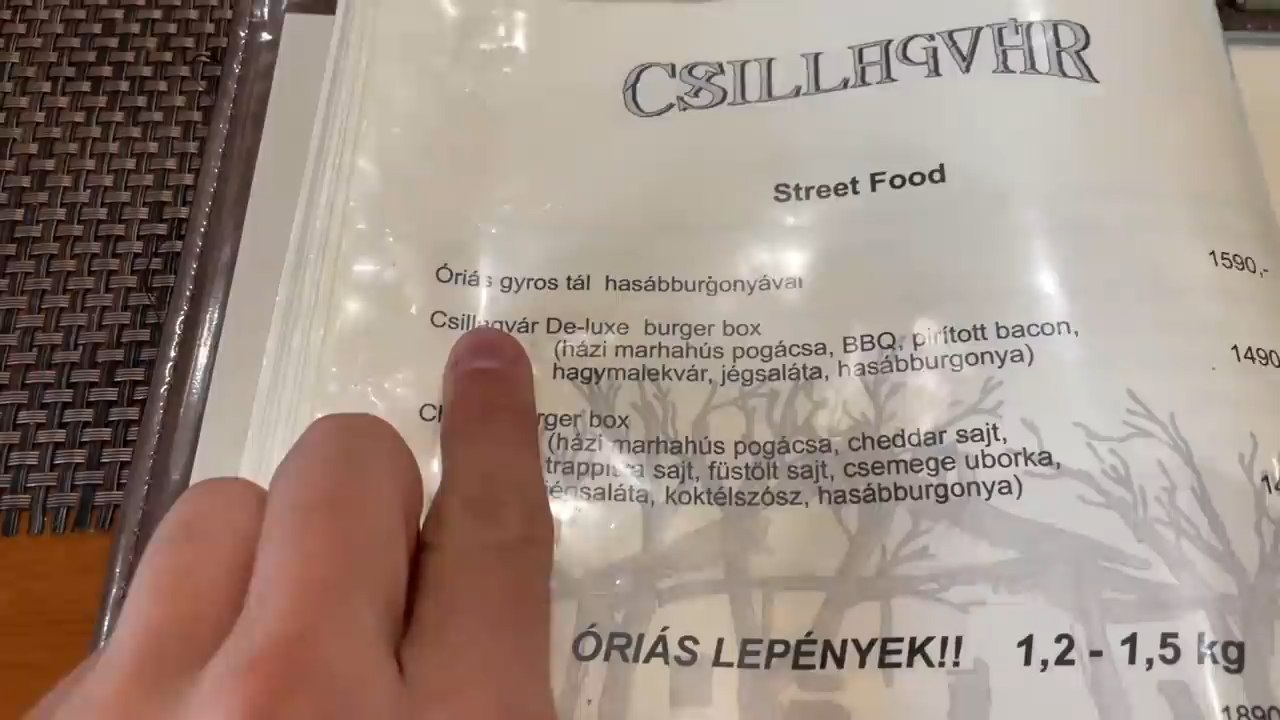 CSILLAGVÁR
Street Food
Óriás gyros tál hasábburgonyával 1590,-
Csillagvár De-luxe burger box
(házi marhahús pogácsa, BBQ, pirított bacon,
hagymalekvár, jégsaláta, hasábburgonya) 1490
box
(házi marhahús pogácsa, cheddar sajt,
trappista sajt, füstölt sajt, csemege uborka,
jégsaláta, koktélszósz, hasábburgonya)
ÓRIÁS LEPÉNYEK!! 1,2 - 1,5 kg
1890